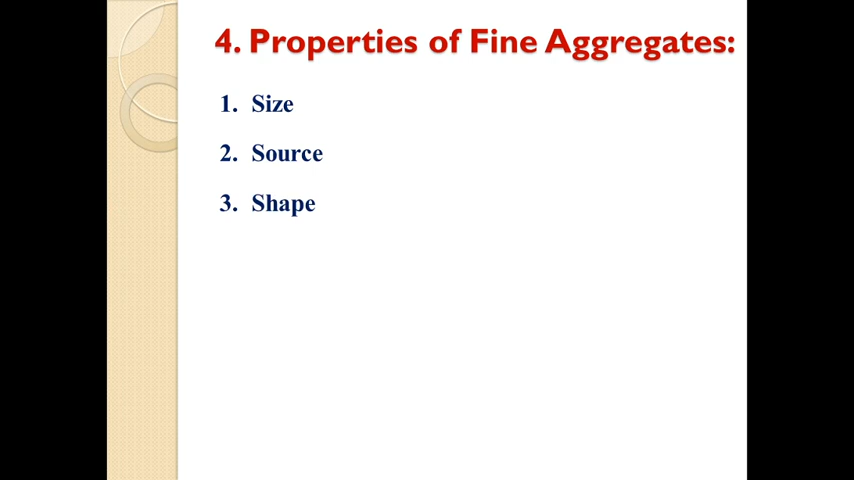 4. Properties of Fine Aggregates:
1. Size
2. Source
3. Shape